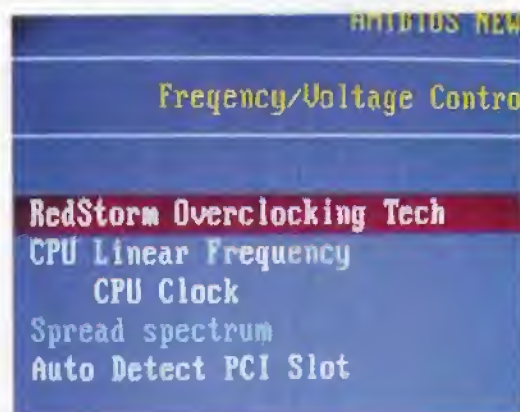 AMIBIOS NEW
Freqency/Voltage Contro
RedStorm Overclocking Tech
CPU Linear Frequency
CPU Clock
Spread spectrum
Auto Detect PCI Slot